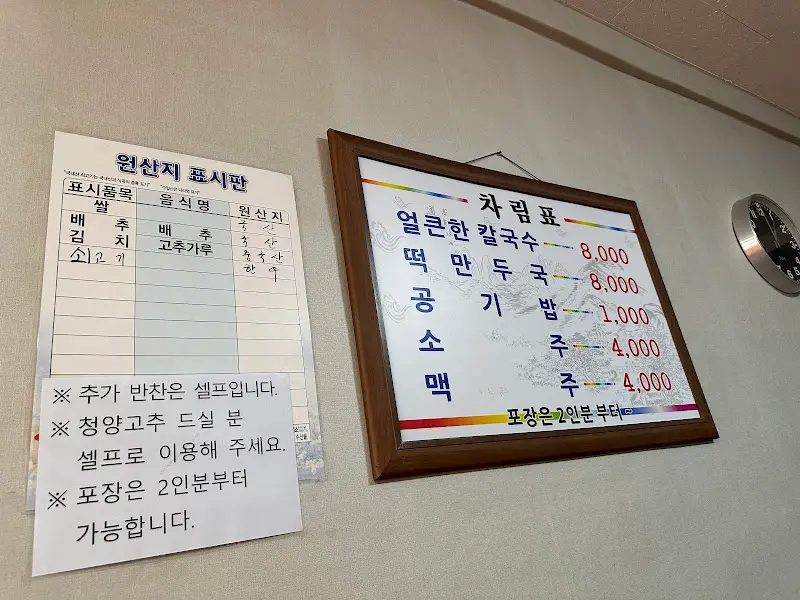 원산지 표시판
표시품목 음식명 원산지
쌀 국산
배추 배추 국산
김치 고추가루 중국산
쇠고기 한우
※ 추가 반찬은 셀프입니다.
※ 청양고추 드실 분
셀프로 이용해 주세요.
※ 포장은 2인분부터
가능합니다.
차림표
얼큰한 칼국수 8,000
떡만두국 8,000
공기밥 1,000
소주 4,000
맥주 4,000
포장은 2인분 부터~